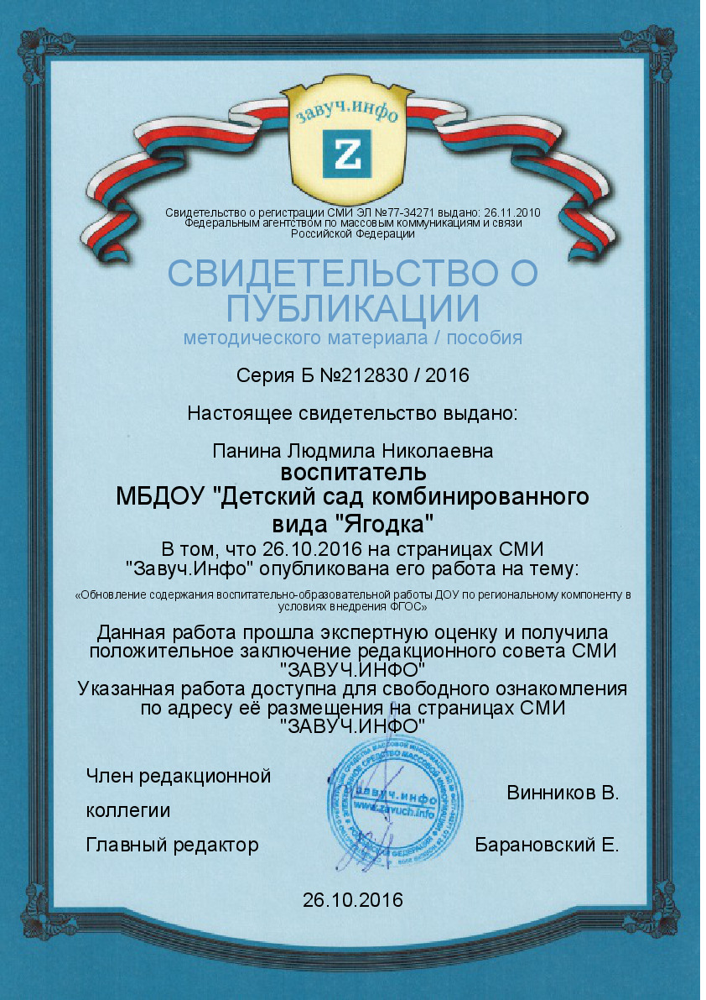 завуч.инфо
Z
Свидетельство о регистрации СМИ ЭЛ №77-34271 выдано: 26.11.2010
Федеральным агентством по массовым коммуникациям и связи
Российской Федерации
СВИДЕТЕЛЬСТВО О
ПУБЛИКАЦИИ
методического материала / пособия
Серия Б №212830 / 2016
Настоящее свидетельство выдано:
Панина Людмила Николаевна
воспитатель
МБДОУ "Детский сад комбинированного
вида "Ягодка"
В том, что 26.10.2016 на страницах СМИ
"Завуч.Инфо" опубликована его работа на тему:
«Обновление содержания воспитательно-образовательной работы ДОУ по региональному компоненту в
условиях внедрения ФГОС»
Данная работа прошла экспертную оценку и получила
положительное заключение редакционного совета СМИ
"ЗАВУЧ.ИНФО"
Указанная работа доступна для свободного ознакомления
по адресу её размещения на страницах СМИ
"ЗАВУЧ.ИНФО"
Член редакционной
коллегии
Винников В.
завуч.инфо
www.zavuch.info
Главный редактор
Барановский Е.
26.10.2016